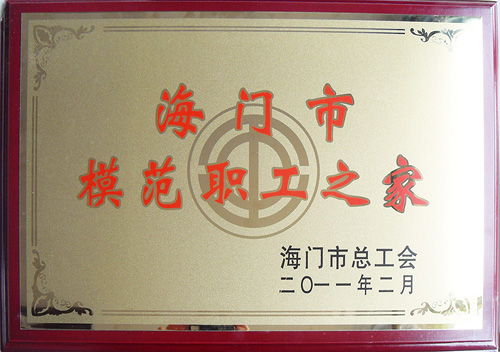 海门市
模范职工之家
海门市总工会
二〇一一年二月